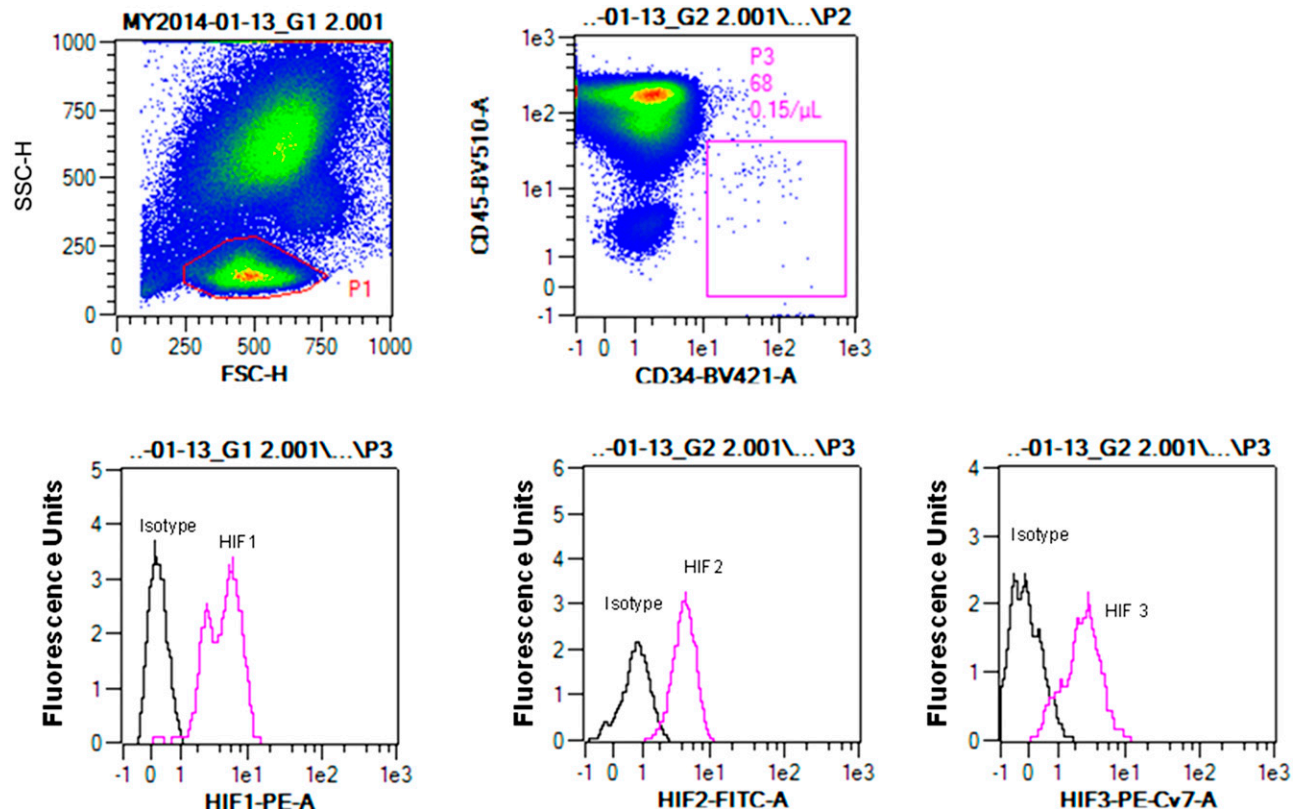 MY2014-01-13_G1 2.001
1000
750
500
250
0
SSC-H
P1
0 250 500 750 1000
FSC-H
..-01-13_G2 2.001\...\P2
1e3
1e2
1e1
1
0
-1
CD45-BV510-A
P3
68
0.15/µL
-1 0 1 1e1 1e2 1e3
CD34-BV421-A
..-01-13_G1 2.001\...\P3
5
4
3
2
1
0
Fluorescence Units
Isotype
HIF1
-1 0 1 1e1 1e2 1e3
HIF1-PE-A
..-01-13_G2 2.001\...\P3
6
5
4
3
2
1
0
Fluorescence Units
Isotype
HIF2
-1 0 1 1e1 1e2 1e3
HIF2-FITC-A
..-01-13_G2 2.001\...\P3
4
3
2
1
0
Fluorescence Units
Isotype
HIF 3
-1 0 1 1e1 1e2 1e3
HIF3-PE-Cy7-A